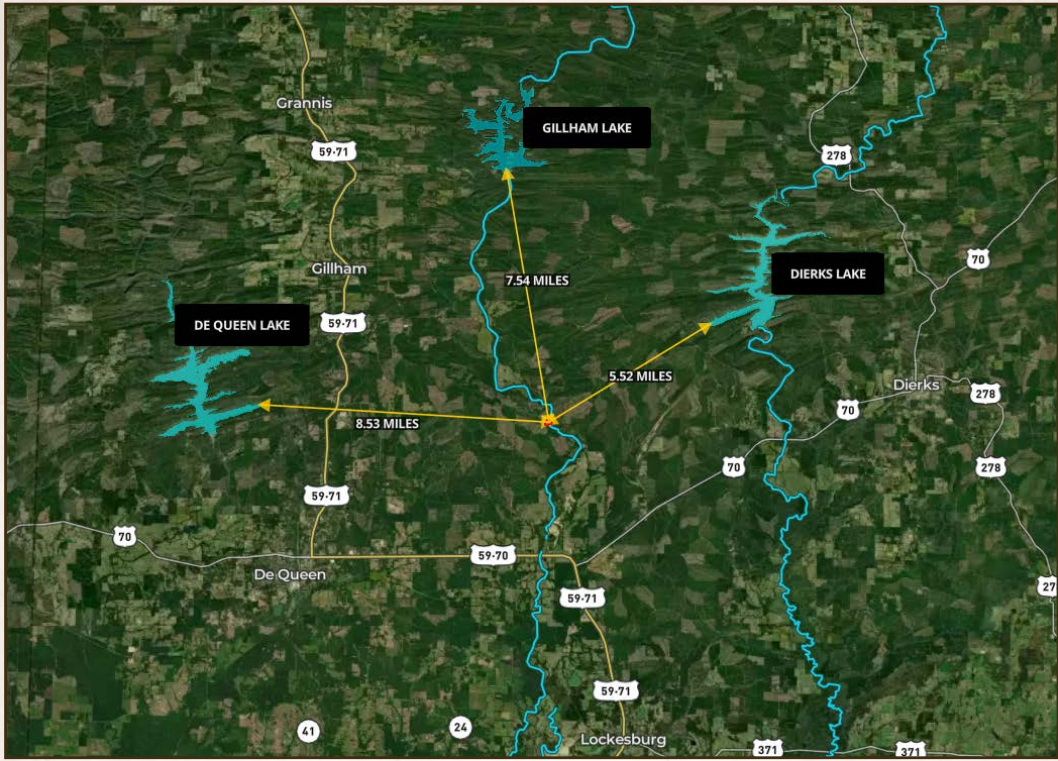 Grannis
59-71
GILLHAM LAKE
278
70
Gillham
7.54 MILES
DIERKS LAKE
DE QUEEN LAKE
59-71
5.52 MILES
Dierks
278
8.53 MILES
70
70
278
59-71
70
59-70
De Queen
59-71
27
59-71
41
24
Lockesburg
371
371